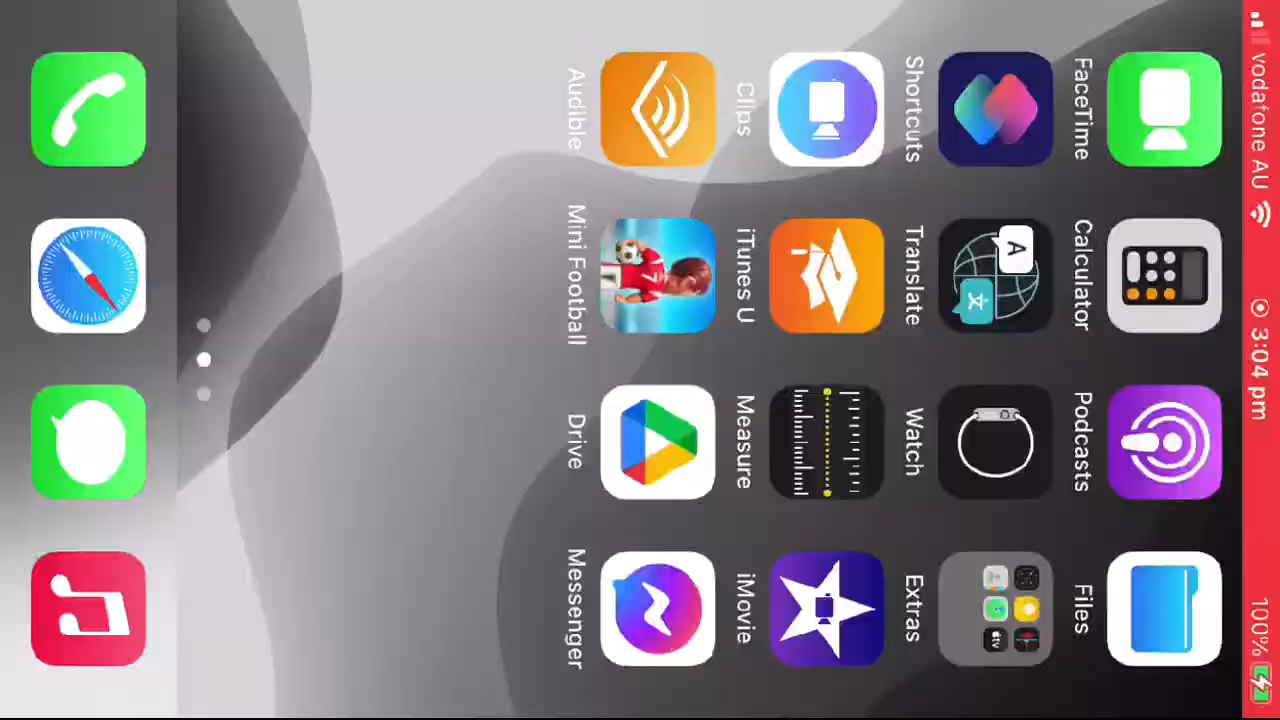 vodafone AU 3:04 pm 100%
FaceTime Calculator Podcasts Files
Shortcuts Translate Watch Extras
Clips iTunes U Measure iMovie
Audible Mini Football Drive Messenger